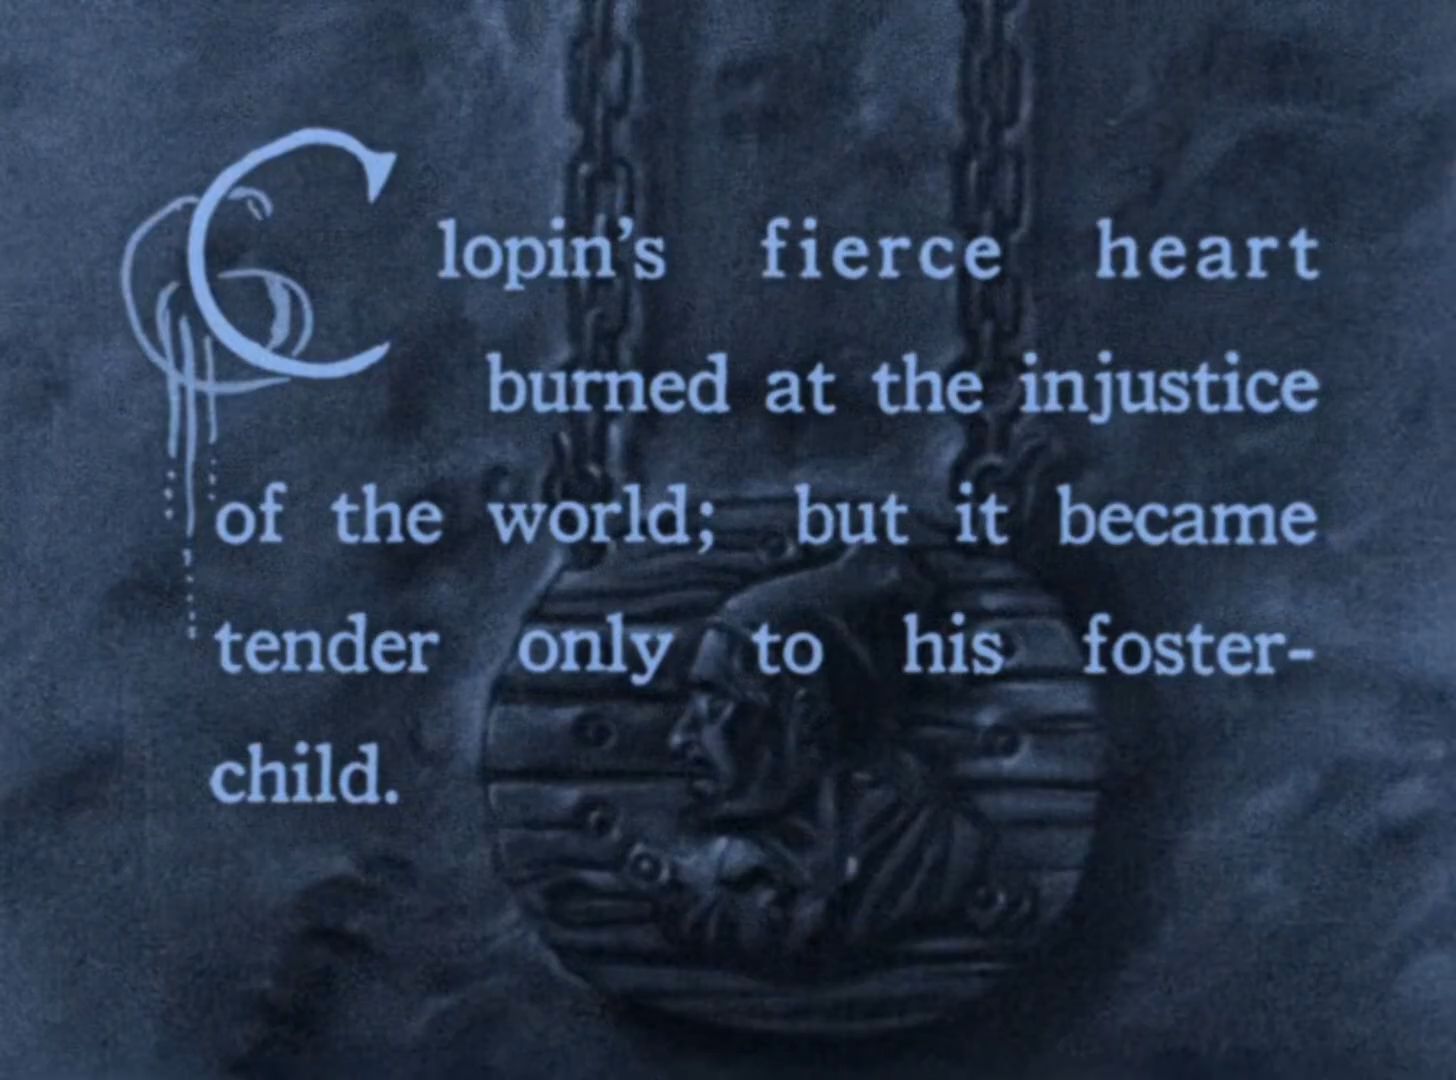 Clopin's fierce heart
burned at the injustice
of the world; but it became
tender only to his foster-
child.